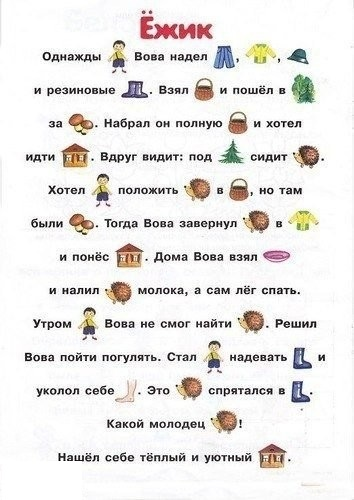 Ёжик
Однажды Вова надел , ,
и резиновые . Взял и пошёл в
за . Набрал он полную и хотел
идти . Вдруг видит: под сидит .
Хотел положить в , но там
были . Тогда Вова завернул в
и понёс . Дома Вова взял
и налил молока, а сам лёг спать.
Утром Вова не смог найти . Решил
Вова пойти погулять. Стал надевать и
уколол себе . Это спрятался в .
Какой молодец !
Нашёл себе тёплый и уютный .